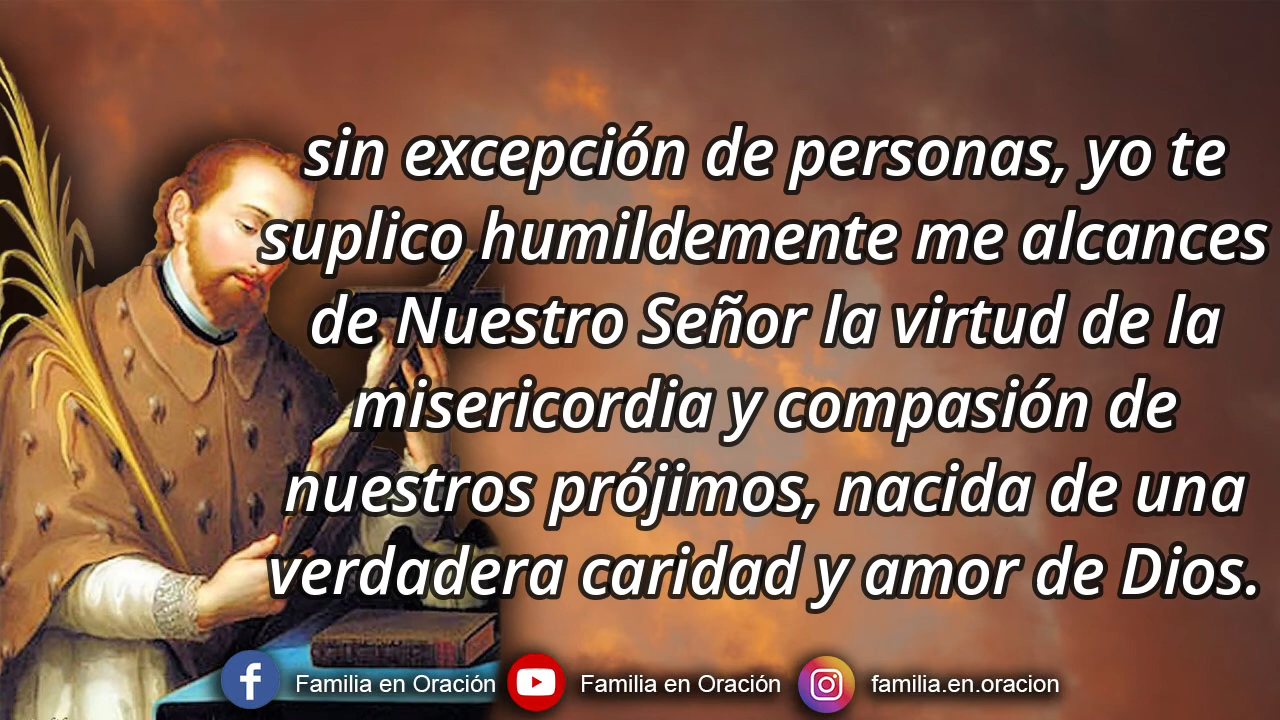 sin excepción de personas, yo te
suplico humildemente me alcances
de Nuestro Señor la virtud de la
misericordia y compasión de
nuestros prójimos, nacida de una
verdadera caridad y amor de Dios.
Familia en Oración Familia en Oración familia.en.oracion